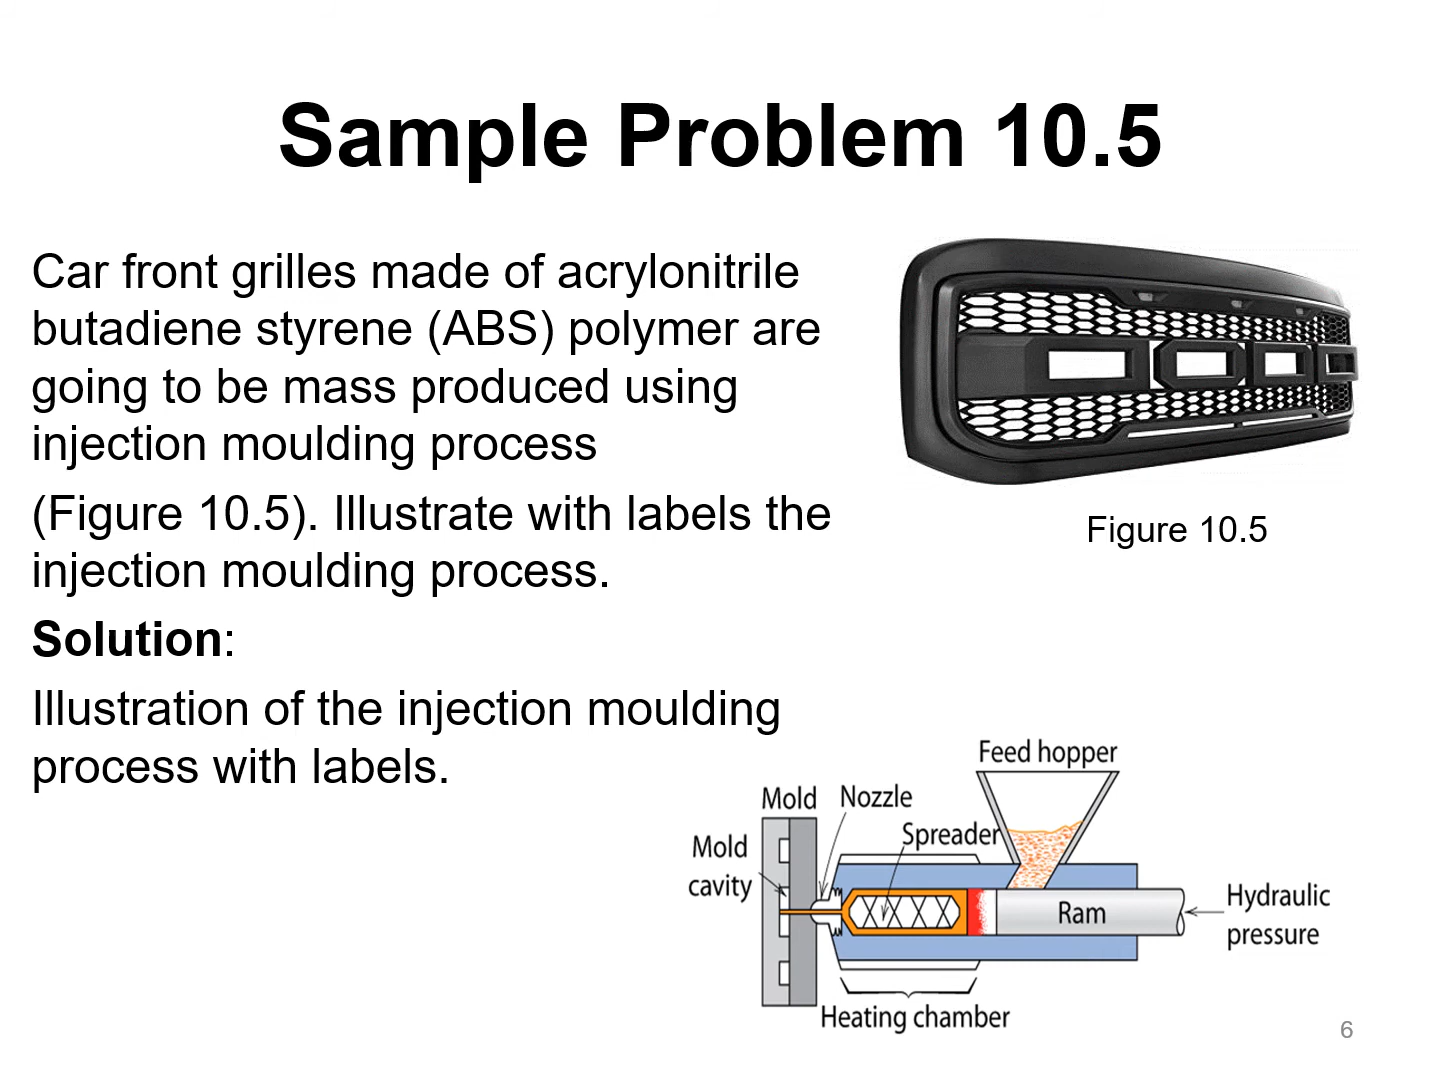 Sample Problem 10.5
Car front grilles made of acrylonitrile
butadiene styrene (ABS) polymer are
going to be mass produced using
injection moulding process
(Figure 10.5). Illustrate with labels the
injection moulding process.
Figure 10.5
Solution:
Illustration of the injection moulding
process with labels.
Feed hopper
Mold
Nozzle
Spreader
Mold
cavity
Ram
Hydraulic
pressure
Heating chamber
6